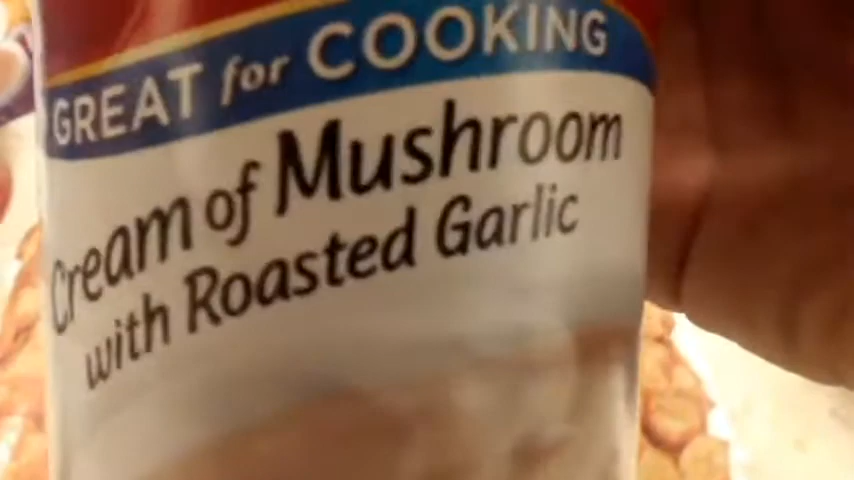 GREAT for COOKING
Cream of Mushroom
with Roasted Garlic